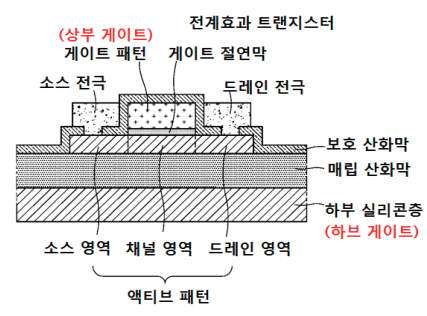 전계효과 트랜지스터
(상부 게이트)
게이트 패턴
게이트 절연막
소스 전극
드레인 전극
보호 산화막
매립 산화막
하부 실리콘층
(하브 게이트)
소스 영역
채널 영역
드레인 영역
액티브 패턴